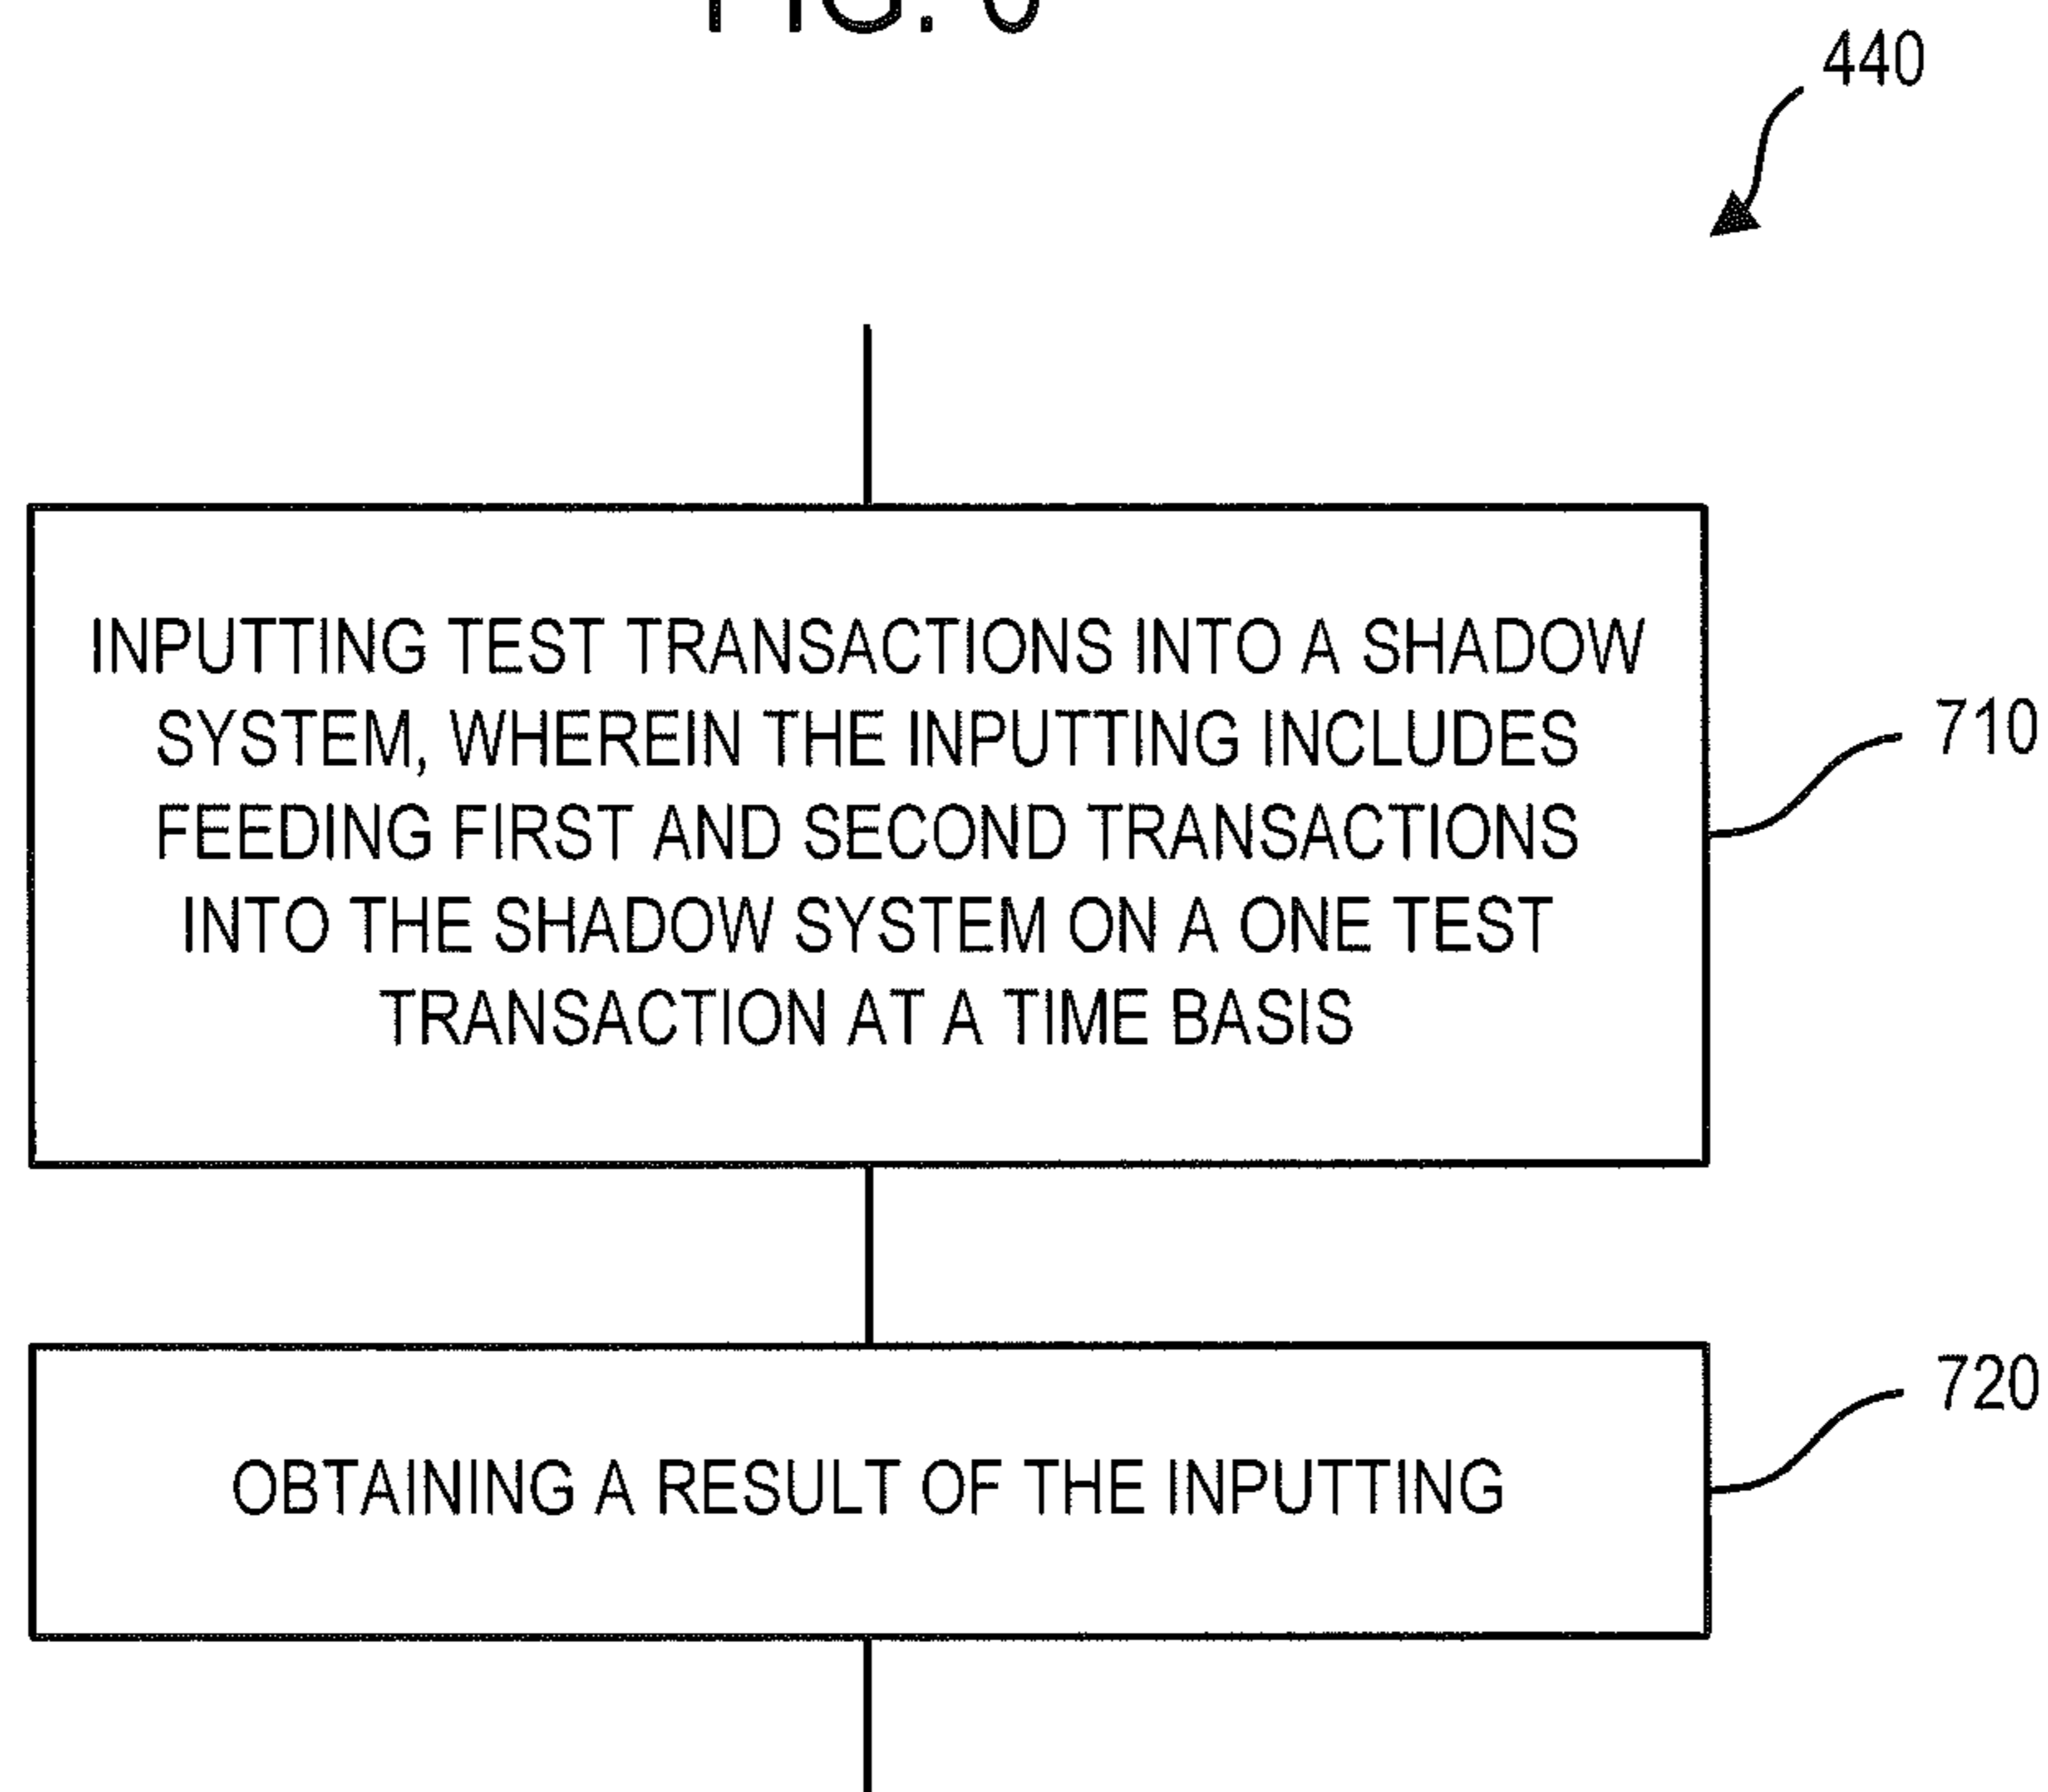 FIG.
440
INPUTTING TEST TRANSACTIONS INTO A SHADOW
SYSTEM, WHEREIN THE INPUTTING INCLUDES
FEEDING FIRST AND SECOND TRANSACTIONS
INTO THE SHADOW SYSTEM ON A ONE TEST
TRANSACTION AT A TIME BASIS
710
OBTAINING A RESULT OF THE INPUTTING
720